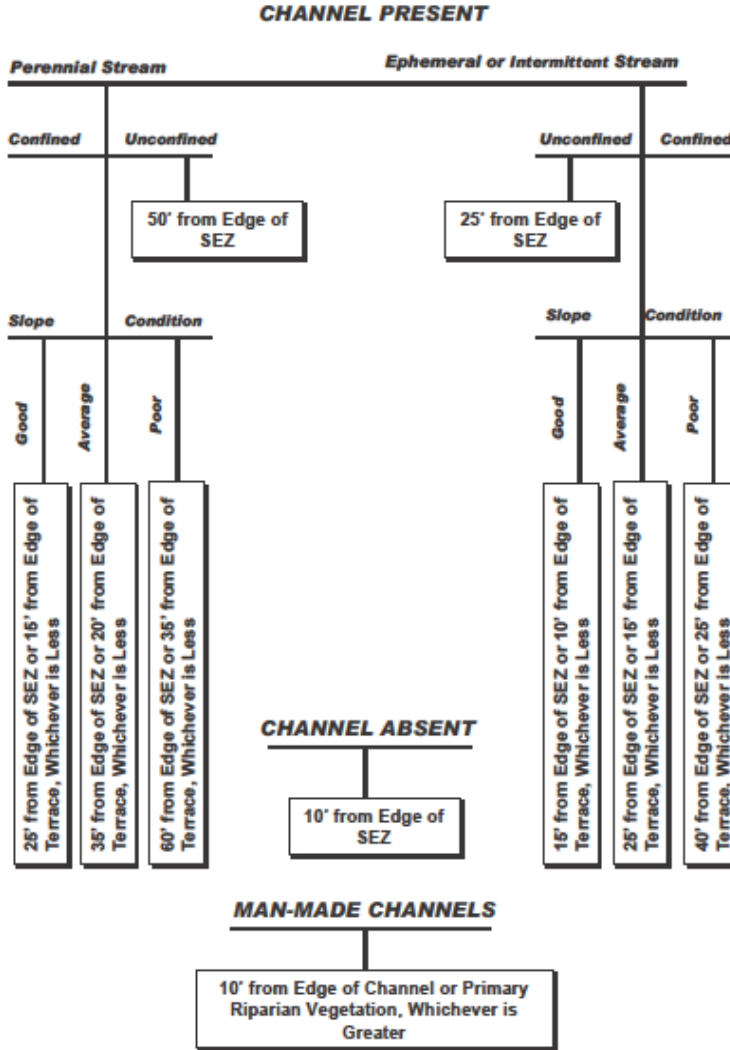 CHANNEL PRESENT
Perennial Stream
Ephemeral or Intermittent Stream
Confined
Unconfined
Unconfined
Confined
50' from Edge of
SEZ
25' from Edge of
SEZ
Slope
Condition
Slope
Condition
Good
Average
Poor
Good
Average
Poor
25' from Edge of SEZ or 15' from Edge of
Terrace, Whichever is Less
35' from Edge of SEZ or 20' from Edge of
Terrace, Whichever is Less
60' from Edge of SEZ or 35' from Edge of
Terrace, Whichever is Less
15' from Edge of SEZ or 10' from Edge of
Terrace, Whichever is Less
25' from Edge of SEZ or 15' from Edge of
Terrace, Whichever is Less
40' from Edge of SEZ or 25' from Edge of
Terrace, Whichever is Less
CHANNEL ABSENT
10' from Edge of
SEZ
MAN-MADE CHANNELS
10' from Edge of Channel or Primary
Riparian Vegetation, Whichever is
Greater